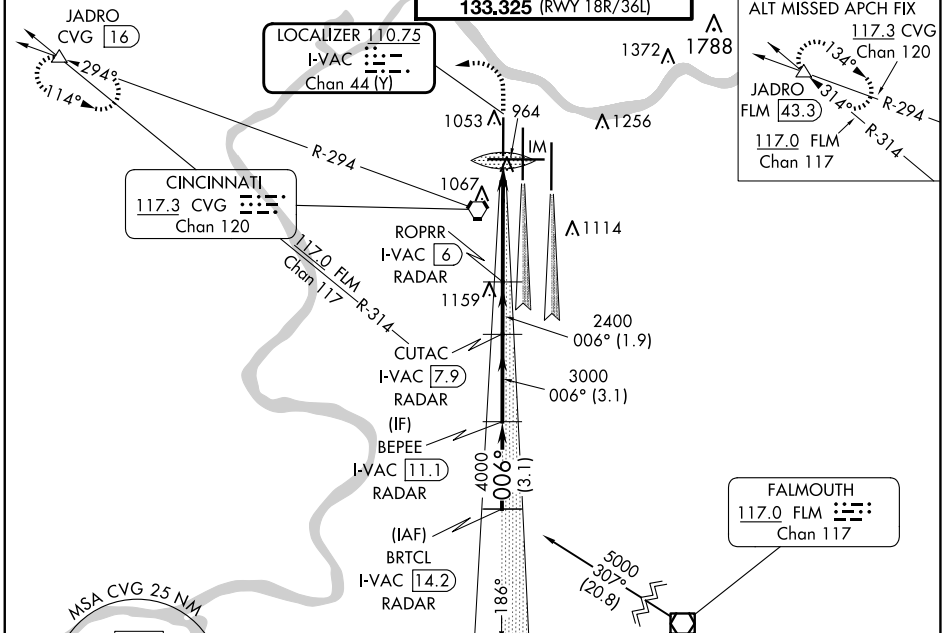 133.325 (RWY 18R/36L)
JADRO
CVG 16
294°
114°
LOCALIZER 110.75
I-VAC
Chan 44 (Y)
1372
1788
ALT MISSED APCH FIX
117.3 CVG
Chan 120
134°
314°
JADRO
FLM 43.3
R-294
R-314
117.0 FLM
Chan 117
1053
964
1256
IM
R-294
CINCINNATI
117.3 CVG
Chan 120
1067
1114
ROPRR
I-VAC 6
RADAR
1159
117.0 FLM
Chan 117
R-314
2400
006° (1.9)
CUTAC
I-VAC 7.9
RADAR
3000
006° (3.1)
(IF)
BEPEE
I-VAC 11.1
RADAR
4000
006°
(3.1)
(IAF)
BRTCL
I-VAC 14.2
RADAR
186°
FALMOUTH
117.0 FLM
Chan 117
5000
307°
(20.8)
MSA CVG 25 NM